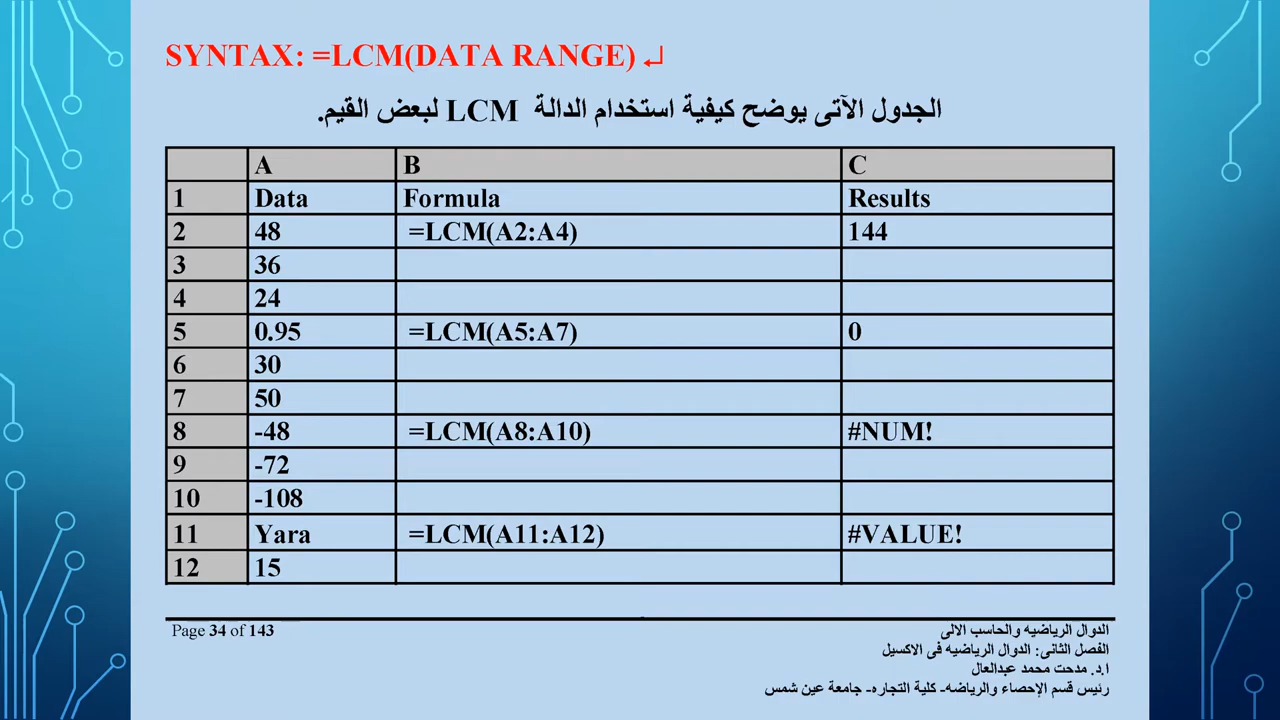 SYNTAX: =LCM(DATA RANGE) ↵
الجدول الآتى يوضح كيفية استخدام الدالة LCM لبعض القيم.
A B C
1 Data Formula Results
2 48 =LCM(A2:A4) 144
3 36
4 24
5 0.95 =LCM(A5:A7) 0
6 30
7 50
8 -48 =LCM(A8:A10) #NUM!
9 -72
10 -108
11 Yara =LCM(A11:A12) #VALUE!
12 15
Page 34 of 143
الدوال الرياضيه والحاسب الالى
الفصل الثانى: الدوال الرياضيه فى الاكسيل
ا.د. مدحت محمد عبدالعال
رئيس قسم الإحصاء والرياضه- كلية التجاره- جامعة عين شمس